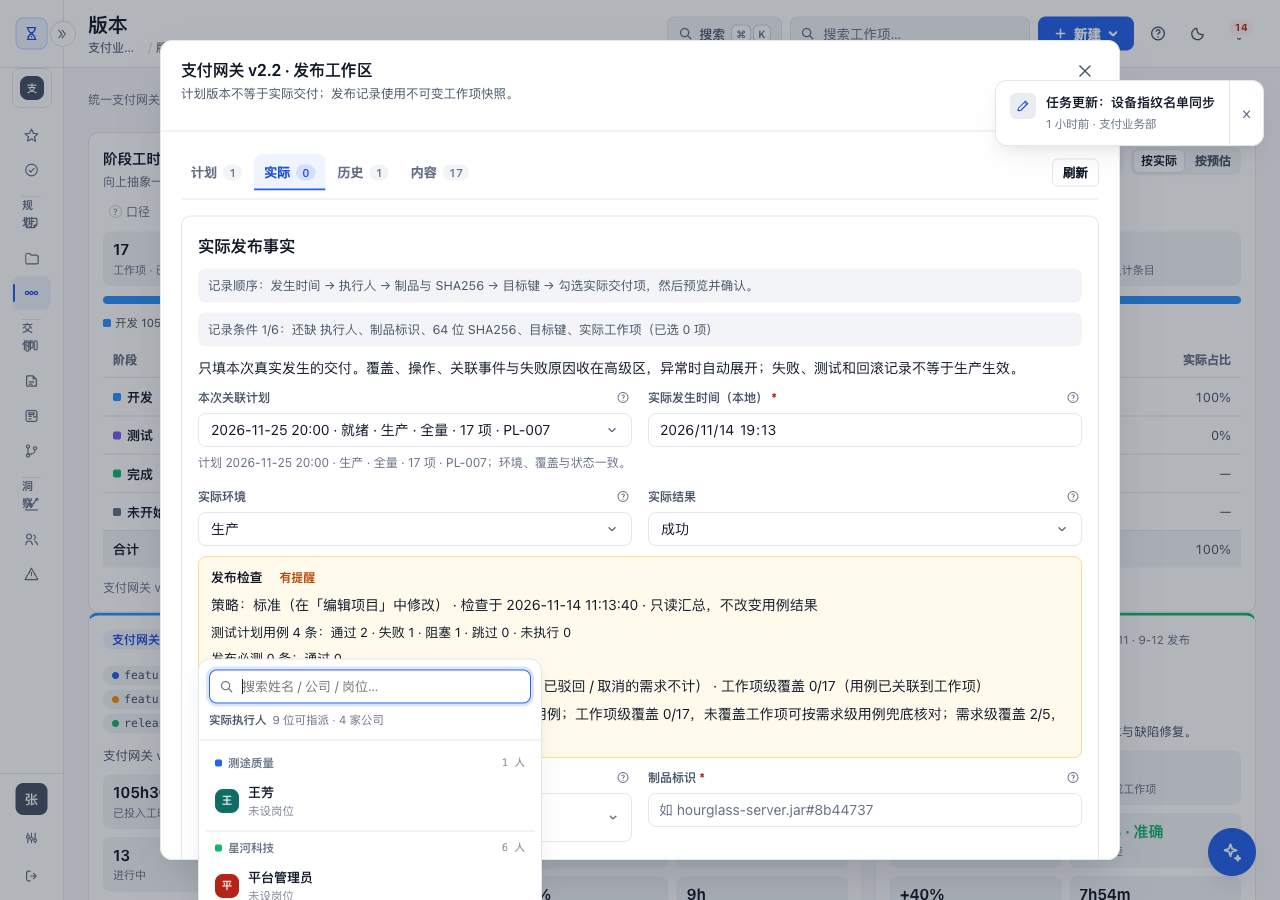 版本
支付业… /
搜索 ⌘ K
搜索工作项...
+ 新建
14
支
统一支付网关
支付网关 v2.2 · 发布工作区
计划版本不等于实际交付；发布记录使用不可变工作项快照。
任务更新：设备指纹名单同步
1 小时前 · 支付业务部
计划 1
实际 0
历史 1
内容 17
刷新
按实际
按预估
阶段工时
向上抽象一
? 口径
17
工作项 ·
开发 105
阶段
实际占比
开发
100%
测试
0%
完成
—
未开始
—
合计
100%
支付网关 v
实际发布事实
记录顺序：发生时间 → 执行人 → 制品与 SHA256 → 目标键 → 勾选实际交付项，然后预览并确认。
记录条件 1/6：还缺 执行人、制品标识、64 位 SHA256、目标键、实际工作项（已选 0 项）
只填本次真实发生的交付。覆盖、操作、关联事件与失败原因收在高级区，异常时自动展开；失败、测试和回滚记录不等于生产生效。
本次关联计划
实际发生时间（本地） *
2026-11-25 20:00 · 就绪 · 生产 · 全量 · 17 项 · PL-007
2026/11/14 19:13
计划 2026-11-25 20:00 · 生产 · 全量 · 17 项 · PL-007；环境、覆盖与状态一致。
实际环境
实际结果
生产
成功
发布检查 有提醒
策略：标准（在「编辑项目」中修改） · 检查于 2026-11-14 11:13:40 · 只读汇总，不改变用例结果
测试计划用例 4 条：通过 2 · 失败 1 · 阻塞 1 · 跳过 0 · 未执行 0
发布必测 0 条：通过 0
已驳回 / 取消的需求不计） · 工作项级覆盖 0/17（用例已关联到工作项）
用例；工作项级覆盖 0/17，未覆盖工作项可按需求级用例兜底核对；需求级覆盖 2/5，
制品标识 *
如 hourglass-server.jar#8b44737
搜索姓名 / 公司 / 岗位...
实际执行人 9 位可指派 · 4 家公司
测途质量
1 人
王
王芳
未设岗位
星河科技
6 人
平
平台管理员
未设岗位
支付网关
featu
featu
relea
支付网关 v
105h3
已投入工时
13
进行中
张
11 · 9-12 发布
与缺陷修复。
工作项
· 准确
9h
+40%
7h54m